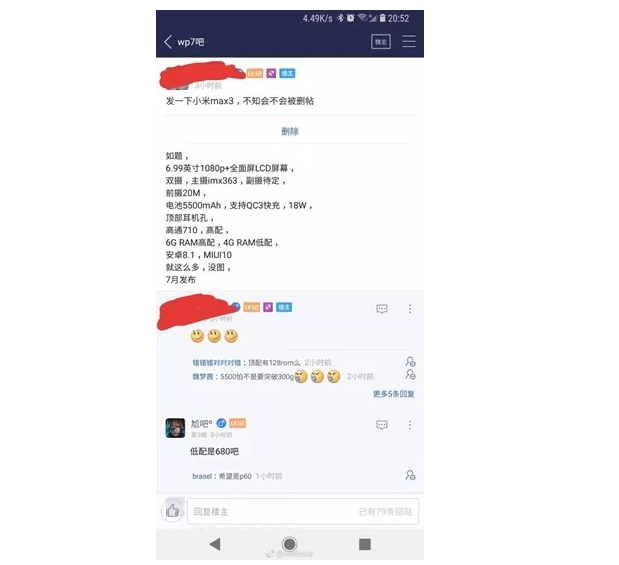 4.49K/s 20:52
wp7吧 楼主
楼主
3小时前
发一下小米max3，不知会不会被删帖
删除
如题，
6.99英寸1080p+全面屏LCD屏幕，
双摄，主摄imx363，副摄待定，
前摄20M，
电池5500mAh，支持QC3快充，18W，
顶部耳机孔，
高通710，高配，
6G RAM高配，4G RAM低配，
安卓8.1，MIUI10
就这么多，没图，
7月发布
楼主
小时前
错错错对对对错：顶配有128rom么 2小时前
魏梦酱：5500怕不是要突破300g 2小时前
更多5条回复
尬吧º
第3楼 3小时前
低配是680吧
brasel：希望是p60 1小时前
回复楼主 已有79条回贴